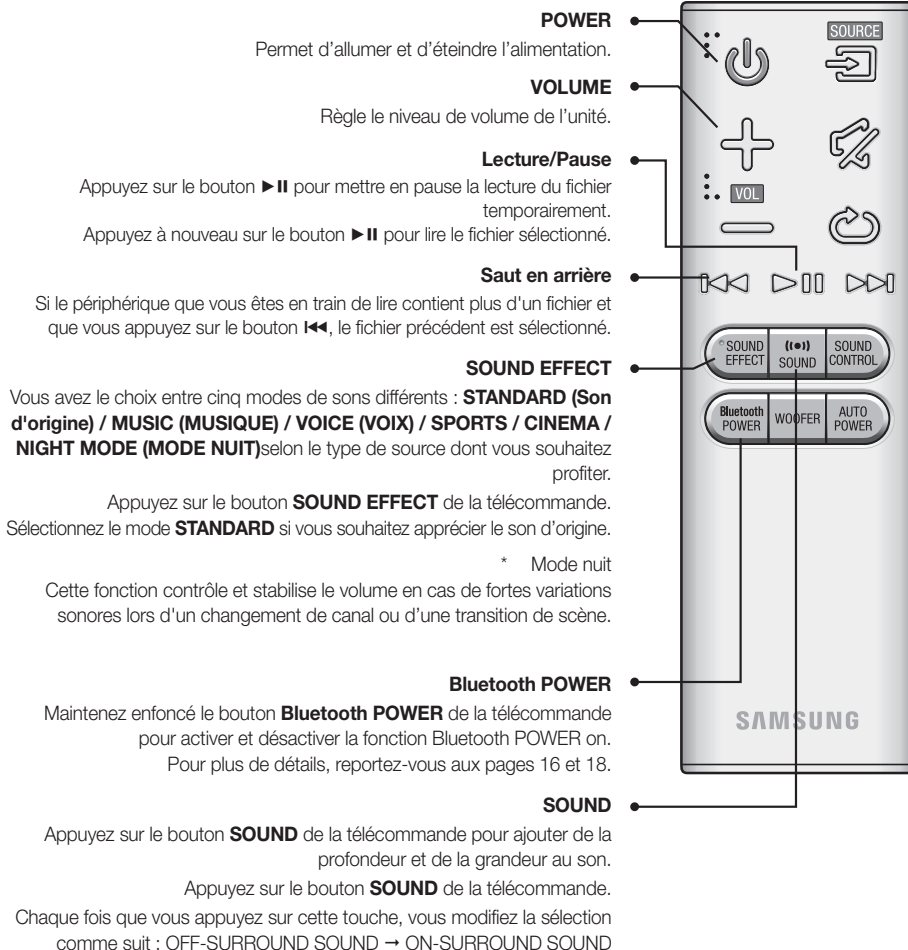 POWER
Permet d’allumer et d’éteindre l’alimentation.
VOLUME
Règle le niveau de volume de l’unité.
Lecture/Pause
Appuyez sur le bouton ►II pour mettre en pause la lecture du fichier
temporairement.
Appuyez à nouveau sur le bouton ►II pour lire le fichier sélectionné.
Saut en arrière
Si le périphérique que vous êtes en train de lire contient plus d'un fichier et
que vous appuyez sur le bouton I◄◄, le fichier précédent est sélectionné.
SOUND EFFECT
Vous avez le choix entre cinq modes de sons différents : STANDARD (Son
d'origine) / MUSIC (MUSIQUE) / VOICE (VOIX) / SPORTS / CINEMA /
NIGHT MODE (MODE NUIT)selon le type de source dont vous souhaitez
profiter.
Appuyez sur le bouton SOUND EFFECT de la télécommande.
Sélectionnez le mode STANDARD si vous souhaitez apprécier le son d’origine.
* Mode nuit
Cette fonction contrôle et stabilise le volume en cas de fortes variations
sonores lors d'un changement de canal ou d’une transition de scène.
Bluetooth POWER
Maintenez enfoncé le bouton Bluetooth POWER de la télécommande
pour activer et désactiver la fonction Bluetooth POWER on.
Pour plus de détails, reportez-vous aux pages 16 et 18.
SOUND
Appuyez sur le bouton SOUND de la télécommande pour ajouter de la
profondeur et de la grandeur au son.
Appuyez sur le bouton SOUND de la télécommande.
Chaque fois que vous appuyez sur cette touche, vous modifiez la sélection
comme suit : OFF-SURROUND SOUND → ON-SURROUND SOUND
SOURCE
VOL
SOUND
EFFECT
SOUND
SOUND
CONTROL
Bluetooth
POWER
WOOFER
AUTO
POWER
SAMSUNG